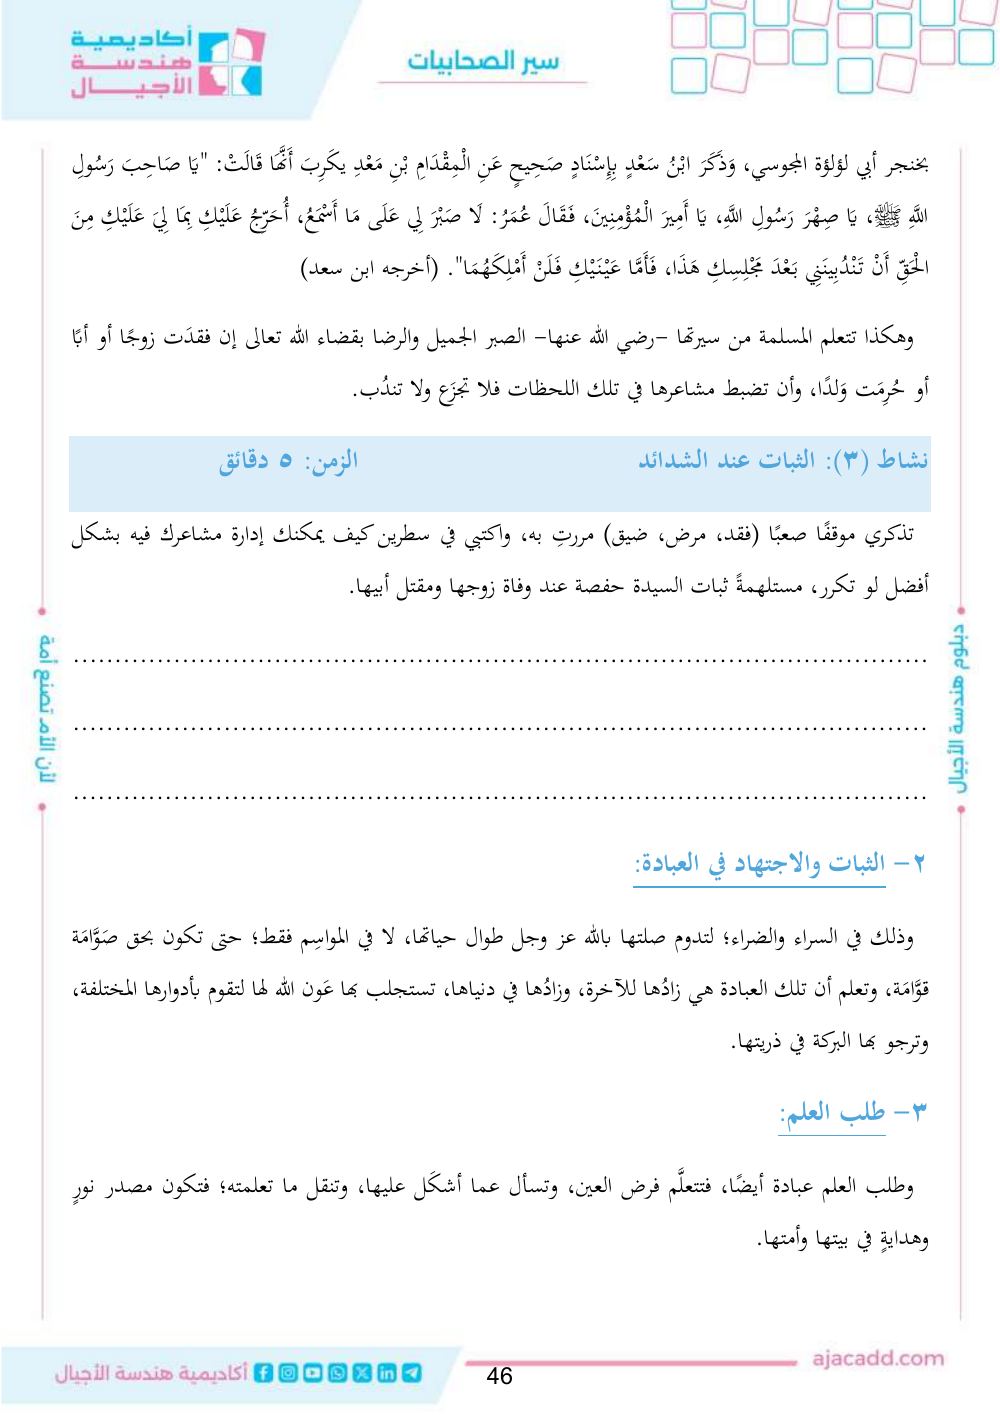 أكاديمية
هندسة
الأجيال
سير الصحابيات
بخنجر أبي لؤلؤة المجوسي، وَذَكَرَ ابْنُ سَعْدٍ بِإِسْنَادٍ صَحِيحٍ عَنِ الْمِقْدَامِ بْنِ مَعْدِ يكَرِبَ أَنَّهَا قَالَتْ: "يَا صَاحِبَ رَسُولِ
اللَّهِ ﷺ، يَا صِهْرَ رَسُولِ اللَّهِ، يَا أَمِيرَ الْمُؤْمِنِينَ، فَقَالَ عُمَرُ: لَا صَبْرَ لِي عَلَى مَا أَسْمَعُ، أُحَرِّجُ عَلَيْكِ بِمَا لِيَ عَلَيْكِ مِنَ
الْحَقِّ أَنْ تَنْدُبِينَنِي بَعْدَ مَجْلِسِكِ هَذَا، فَأَمَّا عَيْنَيْكِ فَلَنْ أَمْلِكَهُمَا". (أخرجه ابن سعد)
وهكذا تتعلم المسلمة من سيرتها –رضي الله عنها– الصبر الجميل والرضا بقضاء الله تعالى إن فقدَت زوجًا أو أبًا
أو حُرِمَت وَلدًا، وأن تضبط مشاعرها في تلك اللحظات فلا تجزَع ولا تندُب.
نشاط (٣): الثبات عند الشدائد الزمن: ٥ دقائق
تذكري موقفًا صعبًا (فقد، مرض، ضيق) مررتِ به، واكتبي في سطرين كيف يمكنك إدارة مشاعرك فيه بشكل
أفضل لو تكرر، مستلهمةً ثبات السيدة حفصة عند وفاة زوجها ومقتل أبيها.
................................................................................................
................................................................................................
................................................................................................
٢– الثبات والاجتهاد في العبادة:
وذلك في السراء والضراء؛ لتدوم صلتها بالله عز وجل طوال حياتها، لا في المواسِم فقط؛ حتى تكون بحق صَوَّامَة
قوَّامَة، وتعلم أن تلك العبادة هي زادُها للآخرة، وزادُها في دنياها، تستجلب بها عَون الله لها لتقوم بأدوارها المختلفة،
وترجو بها البركة في ذريتها.
٣– طلب العلم:
وطلب العلم عبادة أيضًا، فتتعلَّم فرض العين، وتسأل عما أشكَل عليها، وتنقل ما تعلمته؛ فتكون مصدر نورٍ
وهدايةٍ في بيتها وأمتها.
دبلوم هندسة الأجيال
لأن الأم تصنع أمة
أكاديمية هندسة الأجيال
46
ajacadd.com